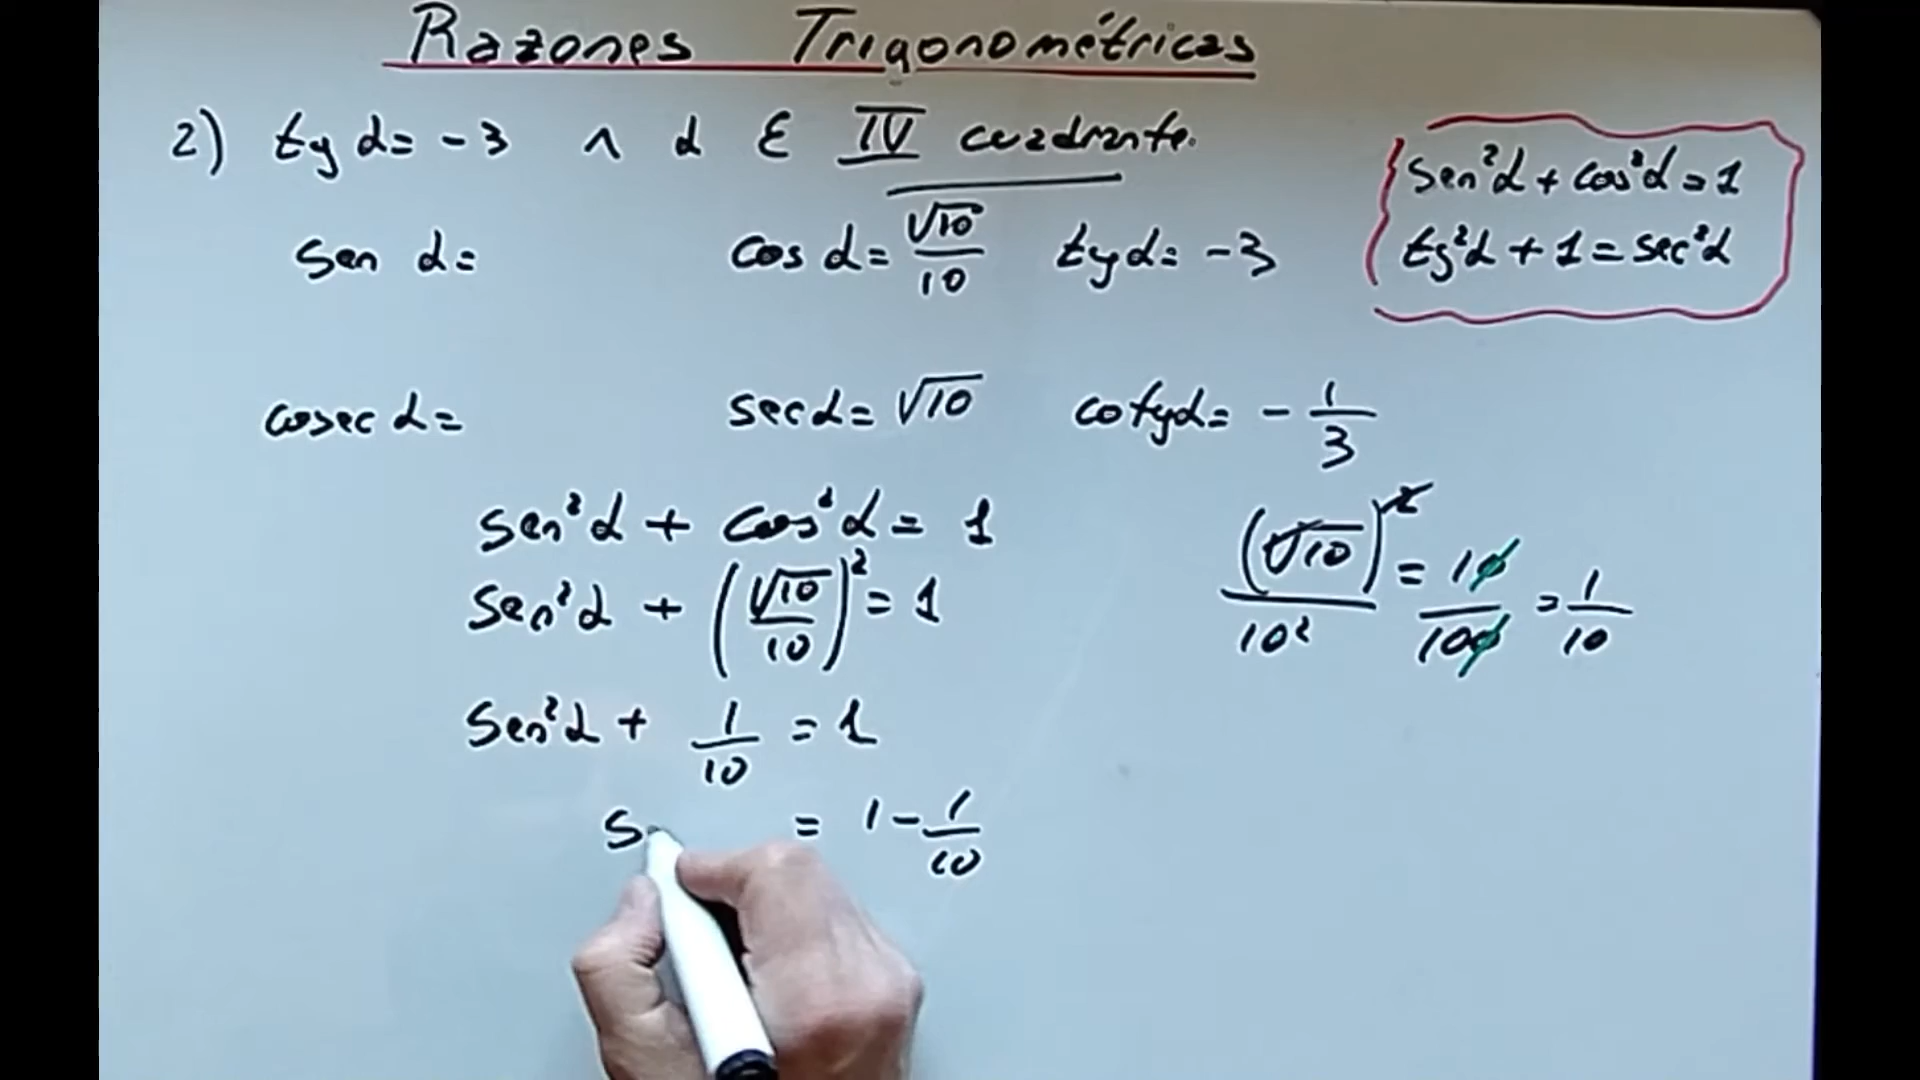 Razones Trigonométricas
2) tg α = -3 ∧ α ∈ IV cuadrante.
sen²α + cos²α = 1
tg²α + 1 = sec²α
sen α =
cos α = √10/10
tg α = -3
cosec α =
sec α = √10
cotg α = - 1/3
sen²α + cos²α = 1
sen²α + (√10/10)² = 1
sen²α + 1/10 = 1
s = 1 - 1/10
(√10)²/10² = 10/100 = 1/10